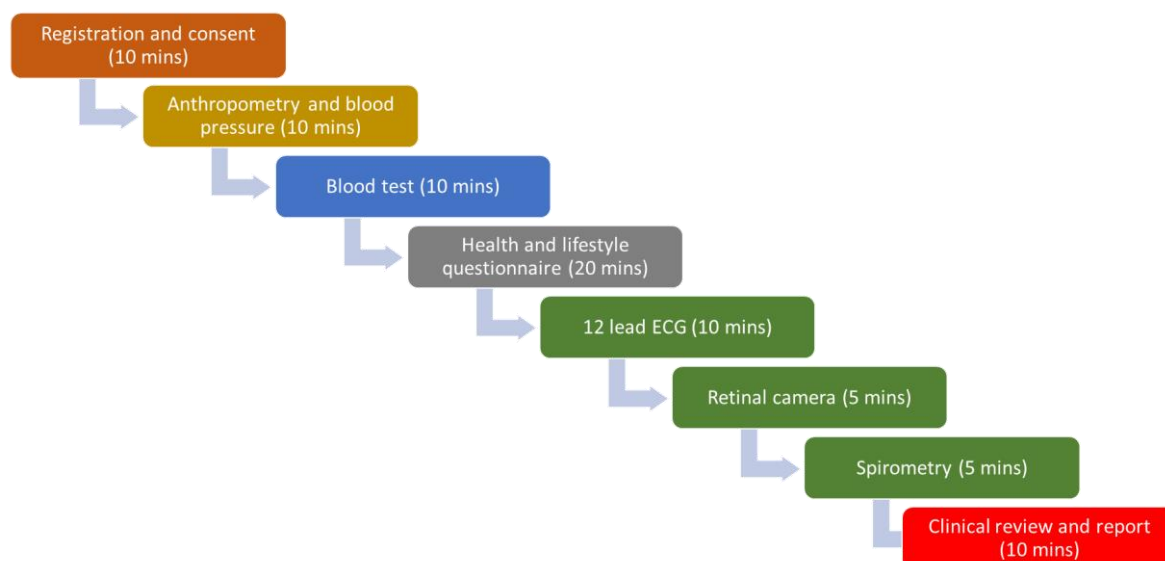 Registration and consent
(10 mins)
Anthropometry and blood
pressure (10 mins)
Blood test (10 mins)
Health and lifestyle
questionnaire (20 mins)
12 lead ECG (10 mins)
Retinal camera (5 mins)
Spirometry (5 mins)
Clinical review and report
(10 mins)